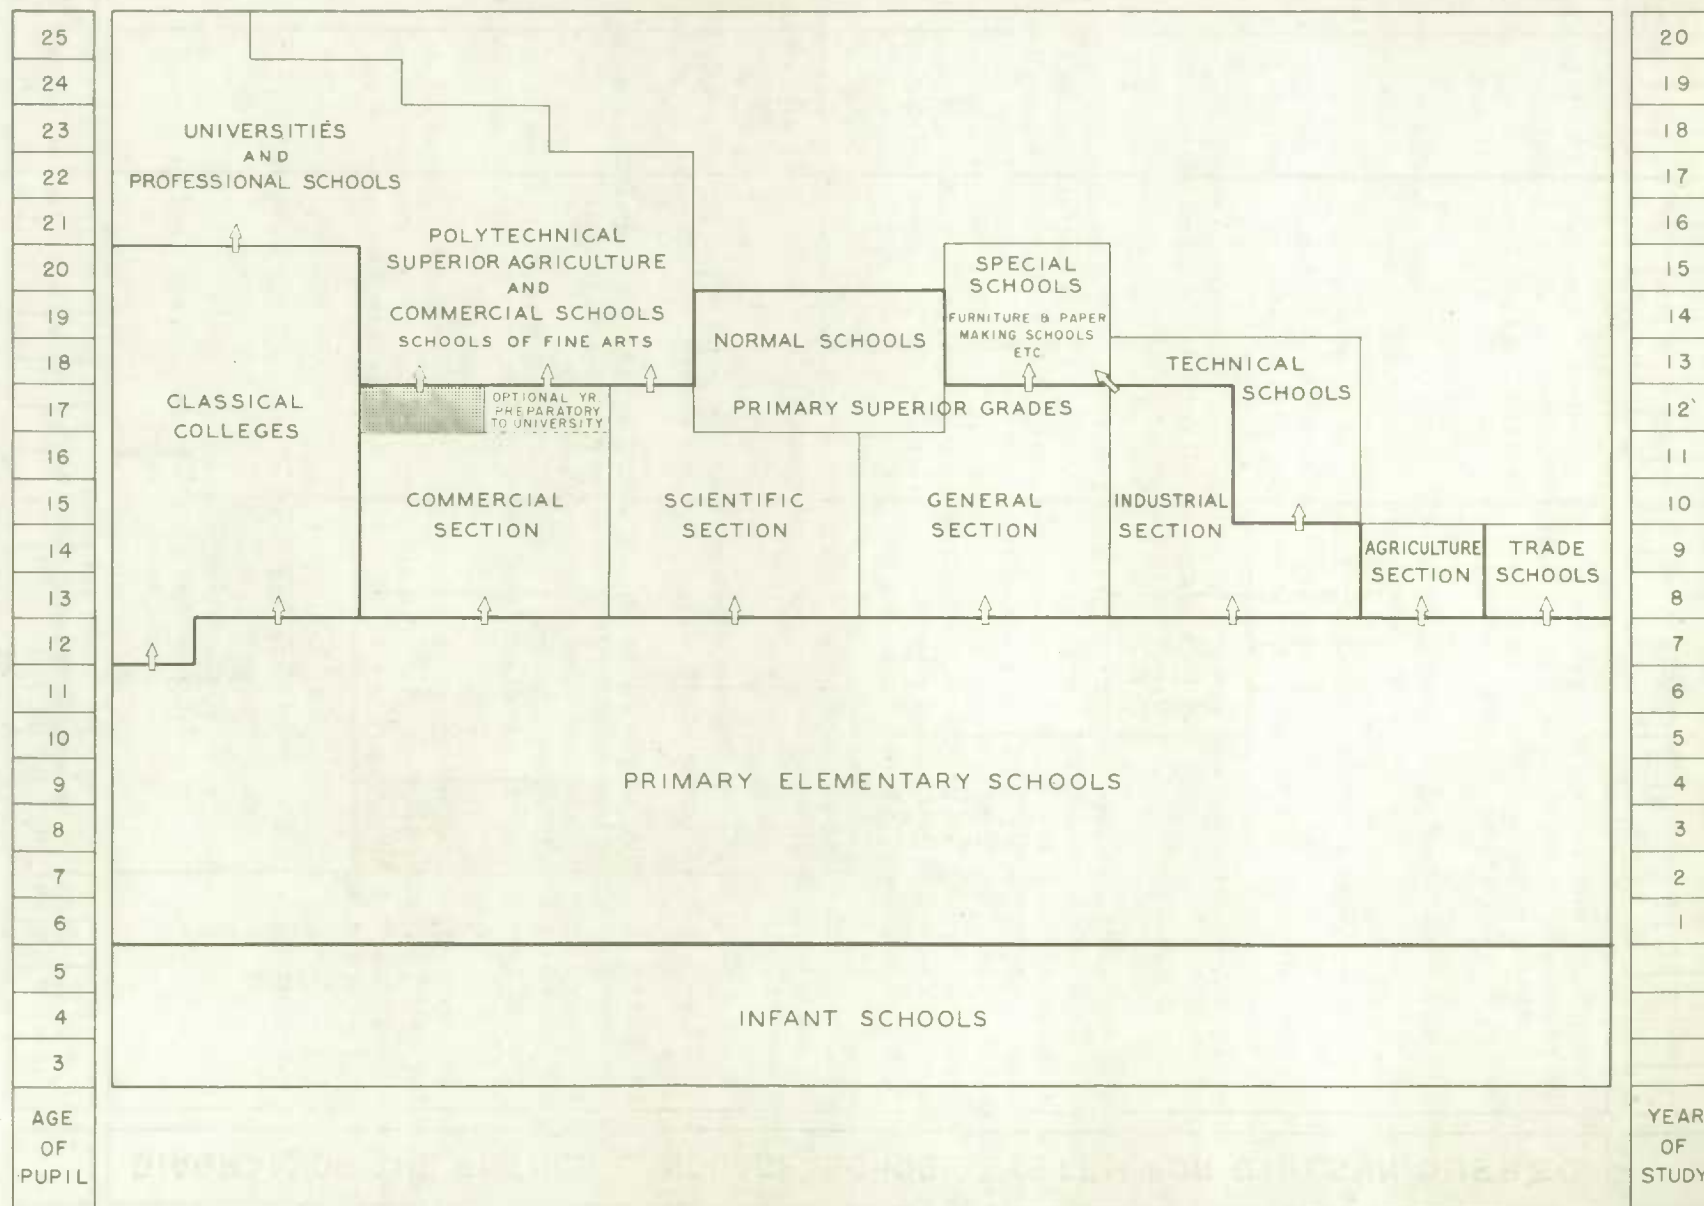 25
24
23
22
21
20
19
18
17
16
15
14
13
12
11
10
9
8
7
6
5
4
3
AGE
OF
PUPIL
UNIVERSITIÉS
AND
PROFESSIONAL SCHOOLS
POLYTECHNICAL
SUPERIOR AGRICULTURE
AND
COMMERCIAL SCHOOLS
SCHOOLS OF FINE ARTS
SPECIAL
SCHOOLS
FURNITURE & PAPER
MAKING SCHOOLS
ETC
NORMAL SCHOOLS
TECHNICAL
SCHOOLS
CLASSICAL
COLLEGES
OPTIONAL YR.
PREPARATORY
TO UNIVERSITY
PRIMARY SUPERIOR GRADES
COMMERCIAL
SECTION
SCIENTIFIC
SECTION
GENERAL
SECTION
INDUSTRIAL
SECTION
AGRICULTURE
SECTION
TRADE
SCHOOLS
PRIMARY ELEMENTARY SCHOOLS
INFANT SCHOOLS
20
19
18
17
16
15
14
13
12
11
10
9
8
7
6
5
4
3
2
1
YEAR
OF
STUDY